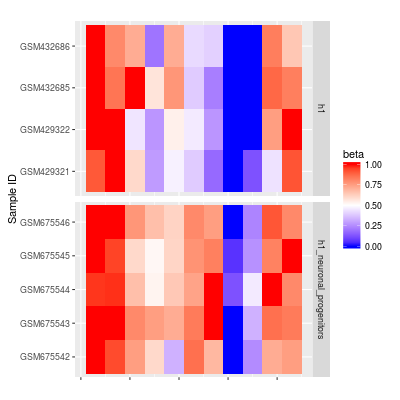 Sample ID
GSM432686
GSM432685
GSM429322
GSM429321
h1
GSM675546
GSM675545
GSM675544
GSM675543
GSM675542
h1_neuronal_progenitors
beta
1.00
0.75
0.50
0.25
0.00